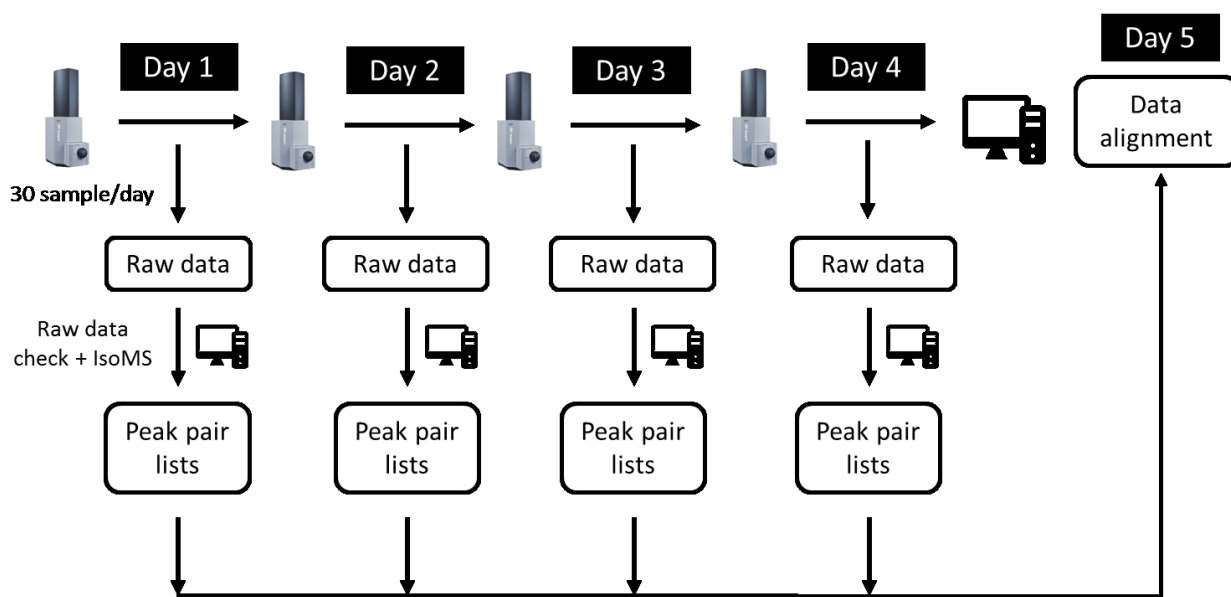 Day 1
Day 2
Day 3
Day 4
Day 5
Data
alignment
30 sample/day
Raw data
Raw data
Raw data
Raw data
Raw data
check + IsoMS
Peak pair
lists
Peak pair
lists
Peak pair
lists
Peak pair
lists